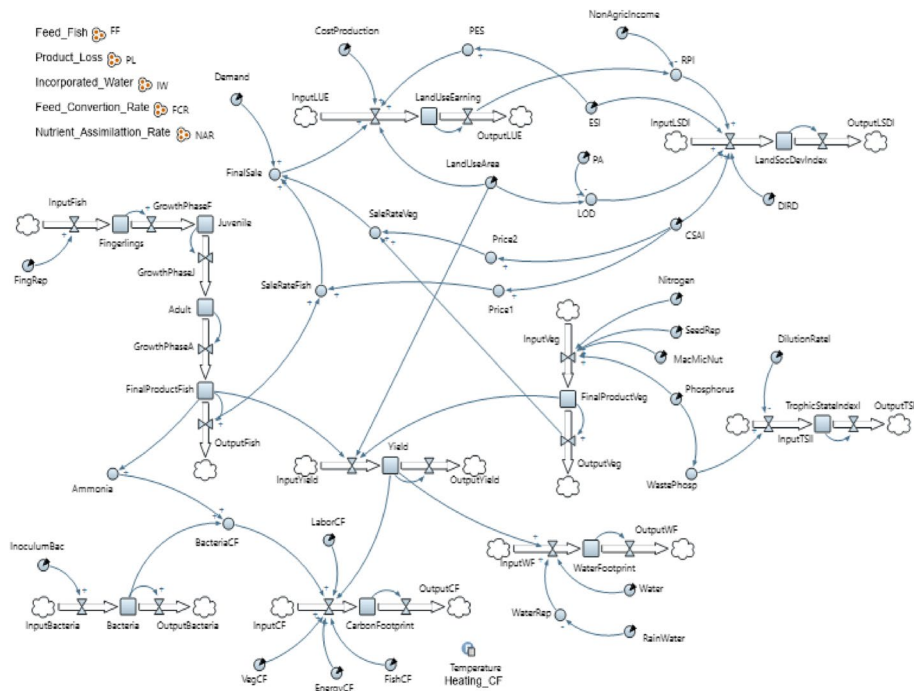 Feed_Fish FF
Product_Loss PL
Incorporated_Water IW
Feed_Convertion_Rate FCR
Nutrient_Assimilattion_Rate NAR
NonAgricIncome
CostProduction
PES
RPI
Demand
InputLUE
LandUseEarning
OutputLUE
ESI
InputLSDI
OutputLSDI
LandSocDevIndex
FinalSale
LandUseArea
PA
LOD
DIRD
InputFish
GrowthPhaseF
Juvenile
Fingerlings
SaleRateVeg
Price2
CSAI
FingRep
GrowthPhaseJ
SaleRateFish
Price1
Nitrogen
Adult
InputVeg
SeedRep
DilutionRateI
GrowthPhaseA
MacMicNut
FinalProductFish
FinalProductVeg
Phosphorus
TrophicStateIndexI
OutputTSII
OutputFish
InputTSII
Yield
InputYield
OutputYield
OutputVeg
WastePhosp
Ammonia
LaborCF
BacteriaCF
InoculumBac
OutputWF
InputWF
WaterFootprint
Water
InputBacteria
Bacteria
OutputBacteria
InputCF
CarbonFootprint
OutputCF
WaterRep
RainWater
VegCF
EnergyCF
FishCF
Temperature
Heating_CF